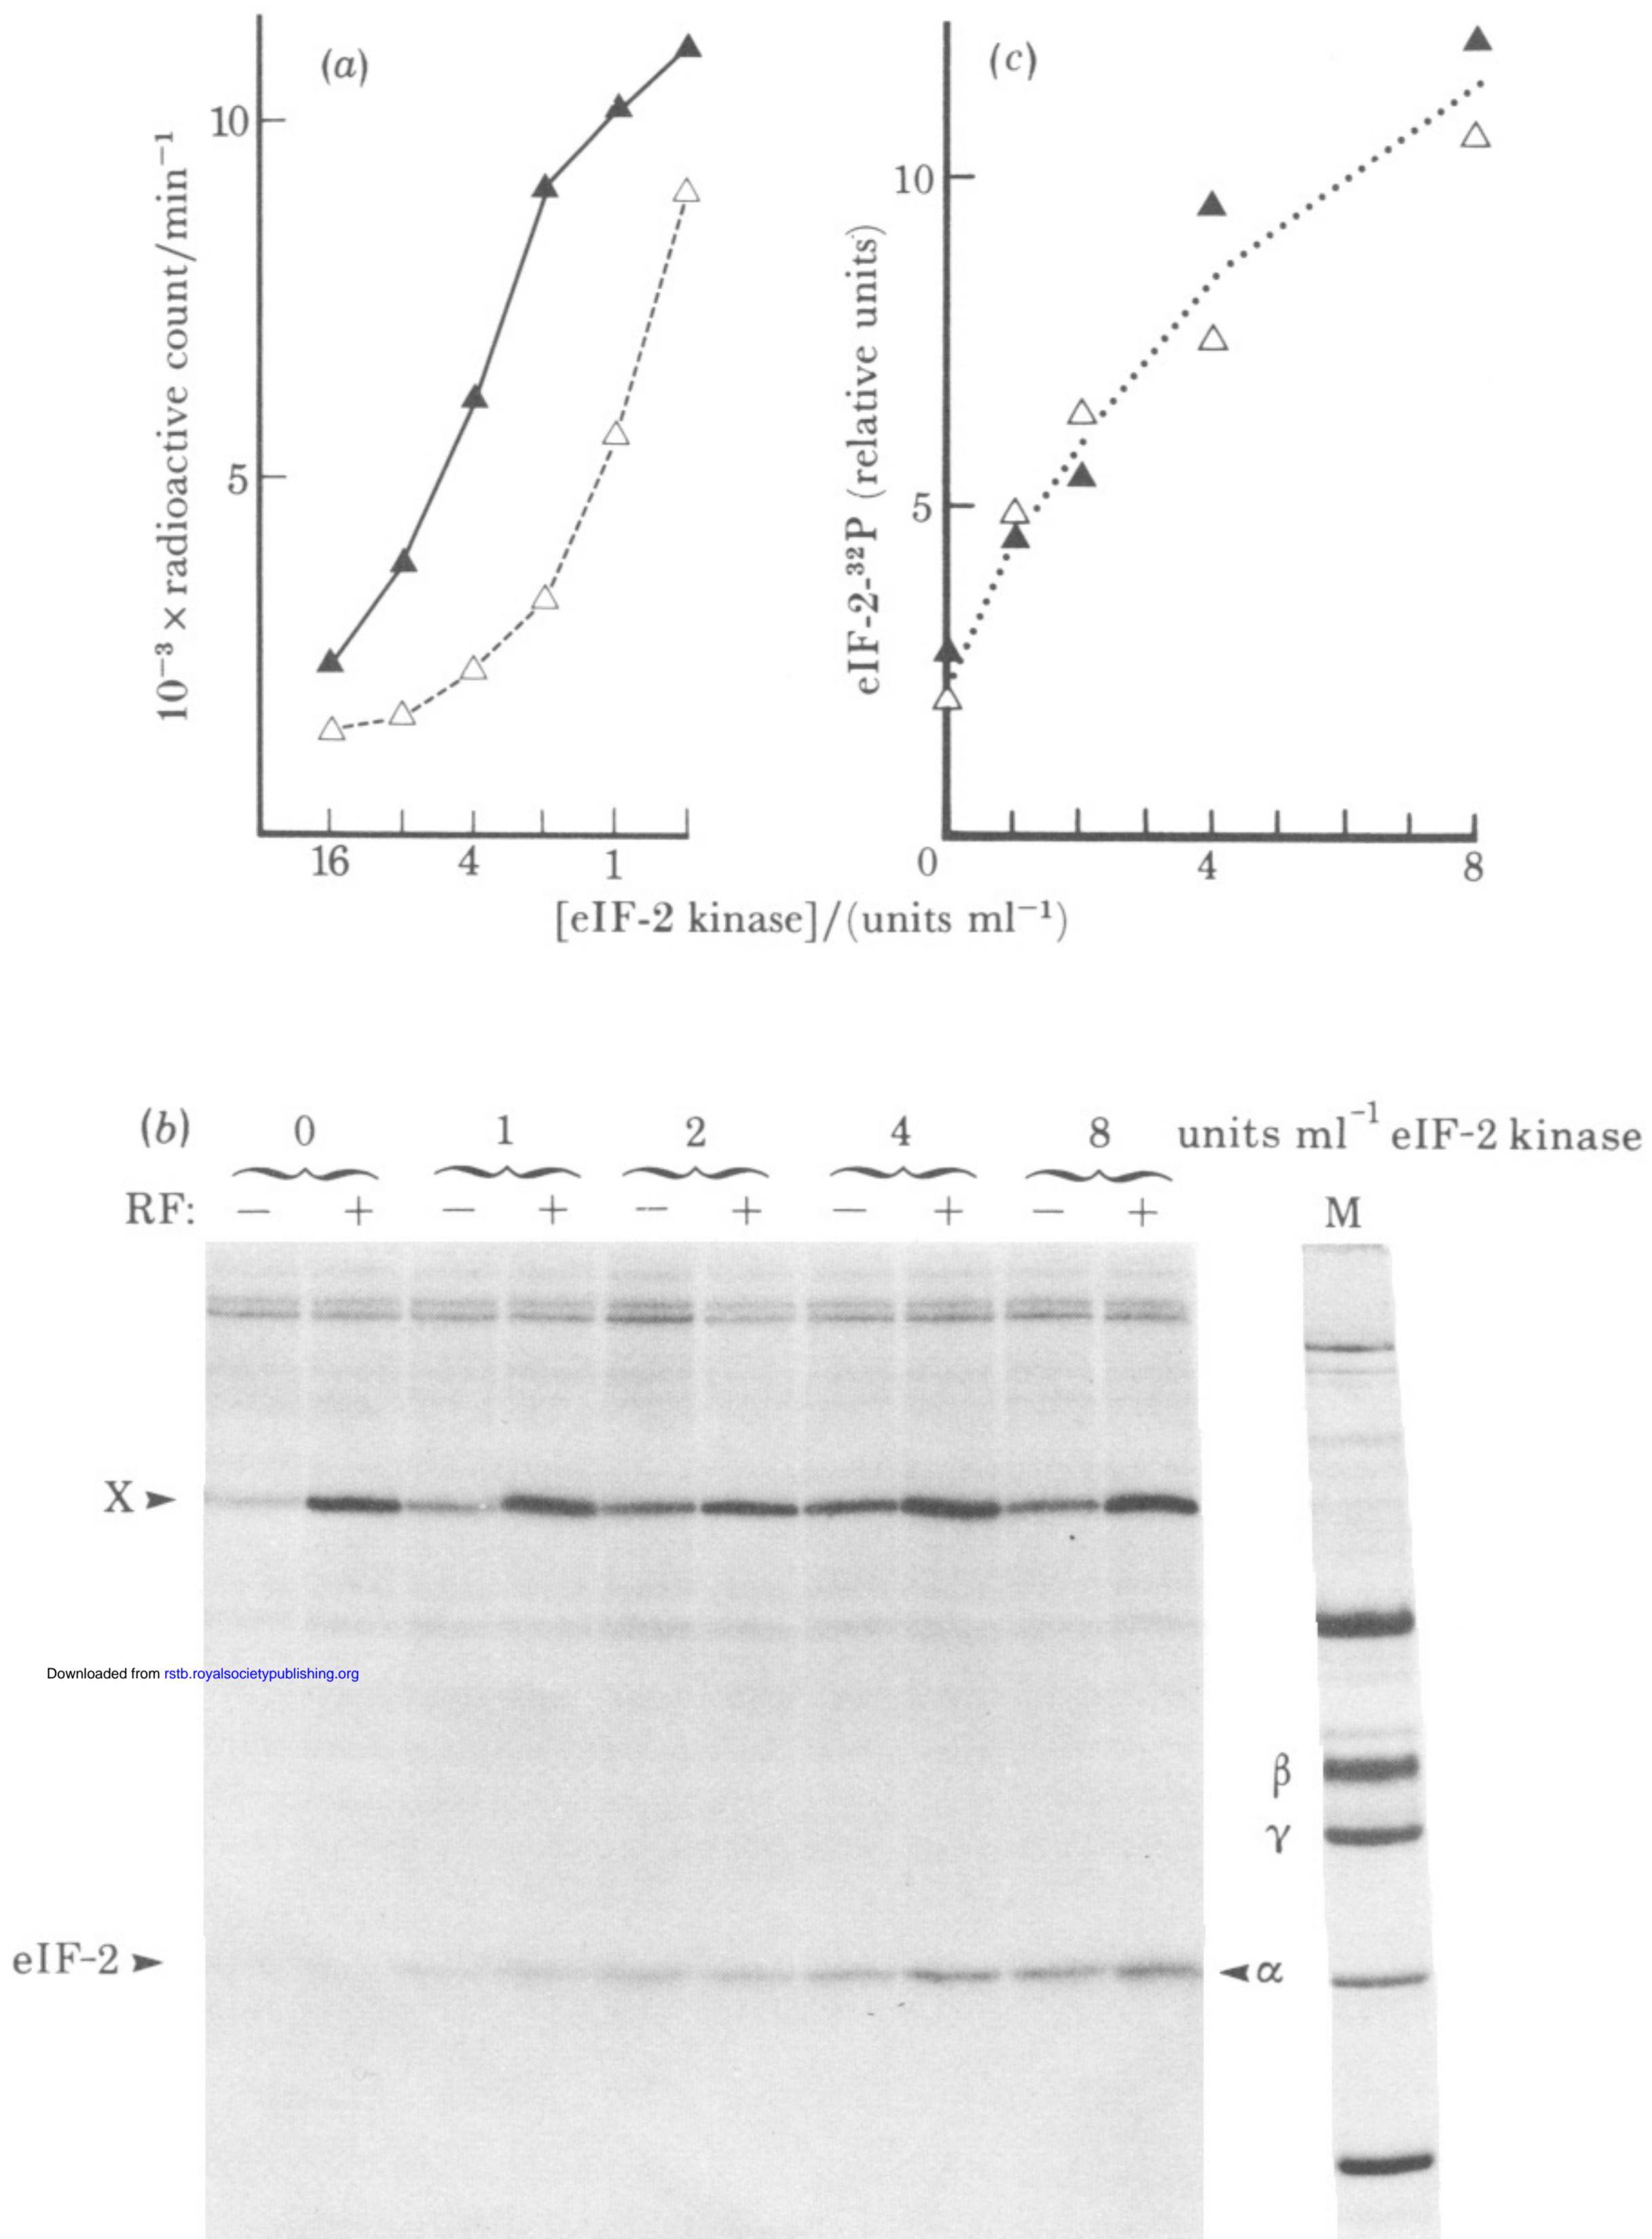 (a)
10
5
10⁻³ × radioactive count/min⁻¹
16 4 1
(c)
10
5
eIF-2-³²P (relative units)
0 4 8
[eIF-2 kinase]/(units ml⁻¹)
(b) 0 1 2 4 8 units ml⁻¹ eIF-2 kinase
RF: — + — + -- + — + — + M
X
Downloaded from rstb.royalsocietypublishing.org
β
γ
eIF-2
α